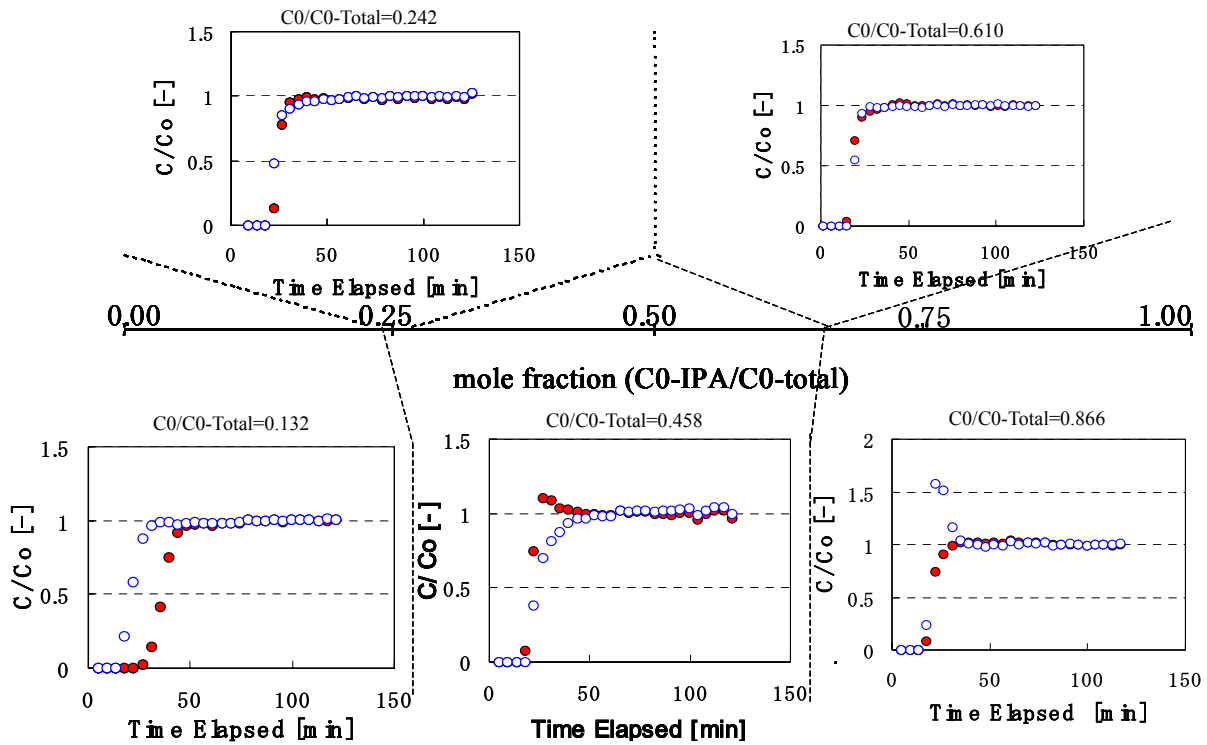 C0/C0-Total=0.242
1.5
1
0.5
0
C/Co [-]
0
50
100
150
Time Elapsed [min]
C0/C0-Total=0.610
1.5
1
0.5
0
C/Co [-]
0
50
100
150
Time Elapsed [min]
0.00
0.25
0.50
0.75
1.00
mole fraction (C0-IPA/C0-total)
C0/C0-Total=0.132
1.5
1
0.5
0
C/Co [-]
0
50
100
150
Time Elapsed [min]
C0/C0-Total=0.458
1.5
1
0.5
0
C/Co [-]
0
50
100
150
Time Elapsed [min]
C0/C0-Total=0.866
2
1.5
1
0.5
0
C/Co [-]
0
50
100
150
Time Elapsed [min]